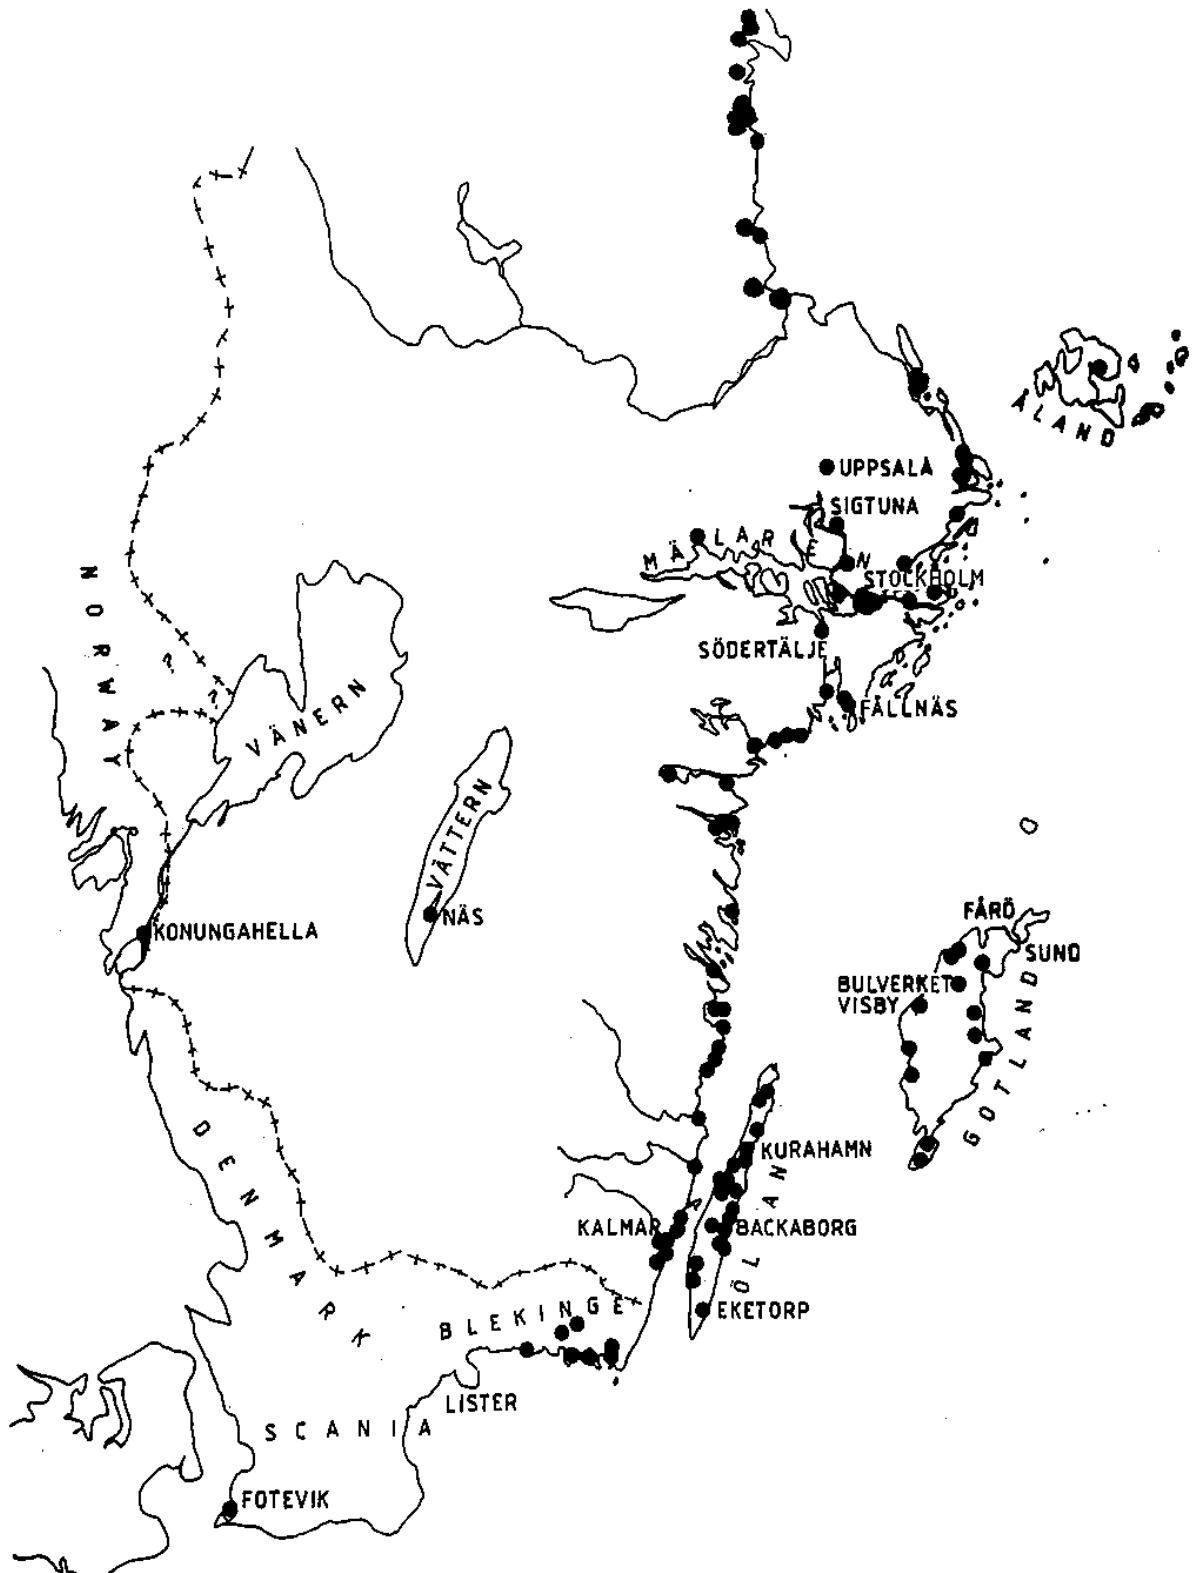 ÅLAND
UPPSALA
SIGTUNA
MÄLAREN
STOCKHOLM
NORWAY
SÖDERTÄLJE
FÅLLNÄS
VÄNERN
VÄTTERN
NÄS
KONUNGAHELLA
FÅRÖ
SUND
BULVERKET
VISBY
GOTLAND
DENMARK
KURAHAMN
KALMAR
BACKABORG
ÖLAND
EKETORP
BLEKINGE
LISTER
SCANIA
FOTEVIK
? ?